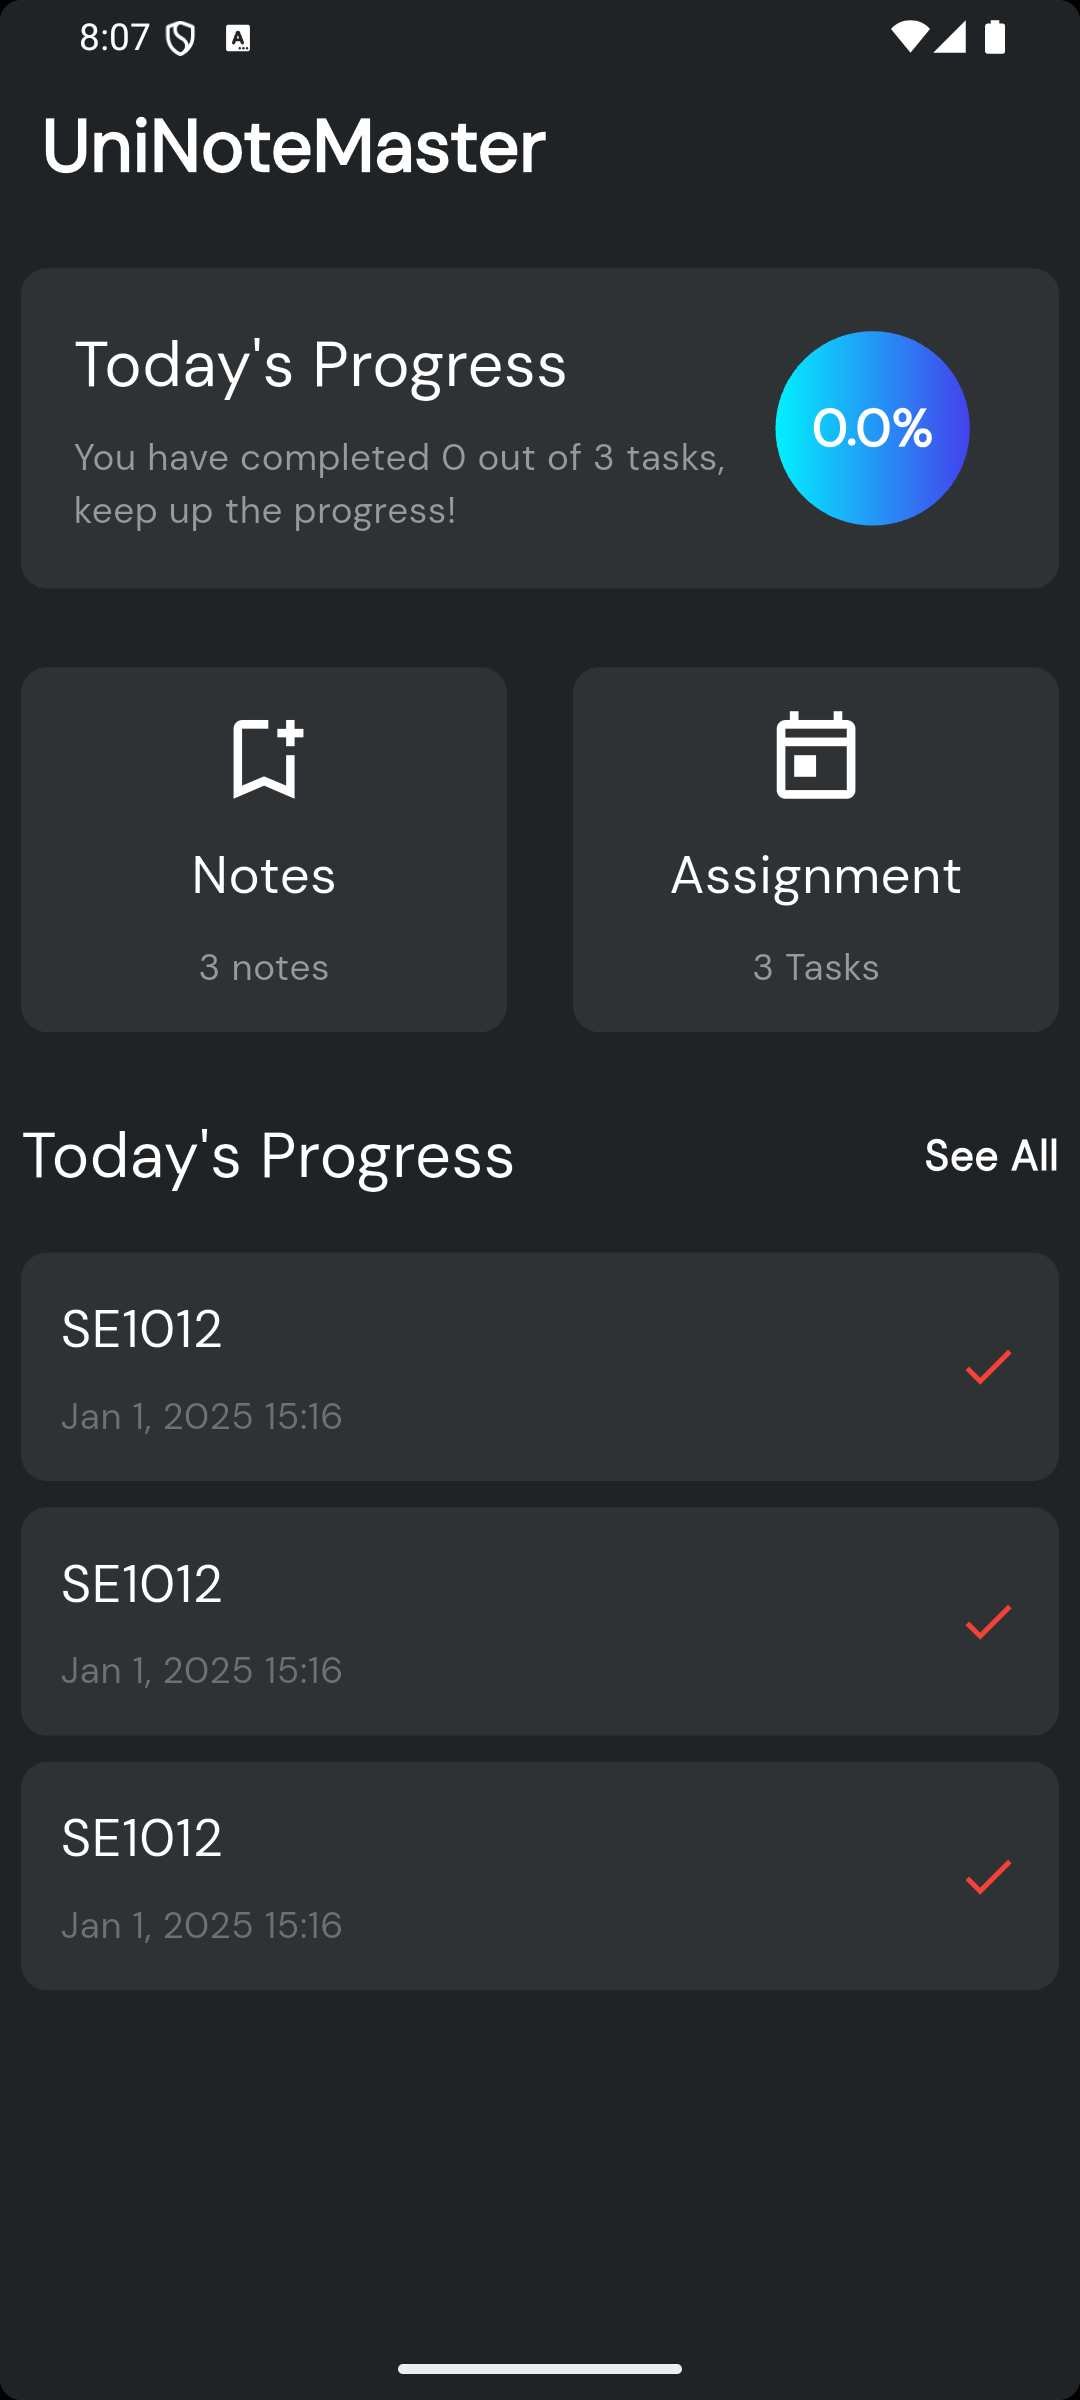 8:07
UniNoteMaster
Today's Progress
You have completed 0 out of 3 tasks,
keep up the progress!
0.0%
Notes
3 notes
Assignment
3 Tasks
Today's Progress
See All
SE1012
Jan 1, 2025 15:16
SE1012
Jan 1, 2025 15:16
SE1012
Jan 1, 2025 15:16